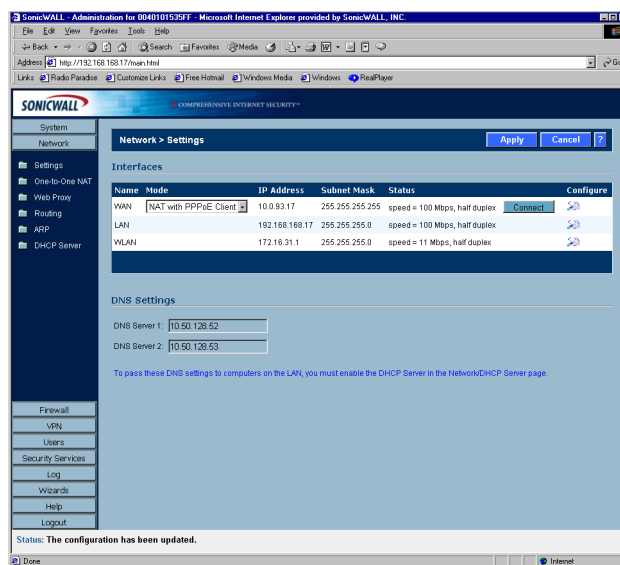 SonicWALL - Administration for 0040101535FF - Microsoft Internet Explorer provided by SonicWALL, INC.
File Edit View Favorites Tools Help
Back Search Favorites Media
Address http://192.168.168.17/main.html Go
Links Radio Paradise Customize Links Free Hotmail Windows Media Windows RealPlayer
SONICWALL COMPREHENSIVE INTERNET SECURITY™
System
Network
Settings
One-to-One NAT
Web Proxy
Routing
ARP
DHCP Server
Firewall
VPN
Users
Security Services
Log
Wizards
Help
Logout
Network > Settings Apply Cancel ?
Interfaces
Name Mode IP Address Subnet Mask Status Configure
WAN NAT with PPPoE Client 10.0.93.17 255.255.255.255 speed = 100 Mbps, half duplex Connect
LAN 192.168.168.17 255.255.255.0 speed = 100 Mbps, half duplex
WLAN 172.16.31.1 255.255.255.0 speed = 11 Mbps, half duplex
DNS Settings
DNS Server 1: 10.50.128.52
DNS Server 2: 10.50.128.53
To pass these DNS settings to computers on the LAN, you must enable the DHCP Server in the Network/DHCP Server page.
Status: The configuration has been updated.
Done Internet